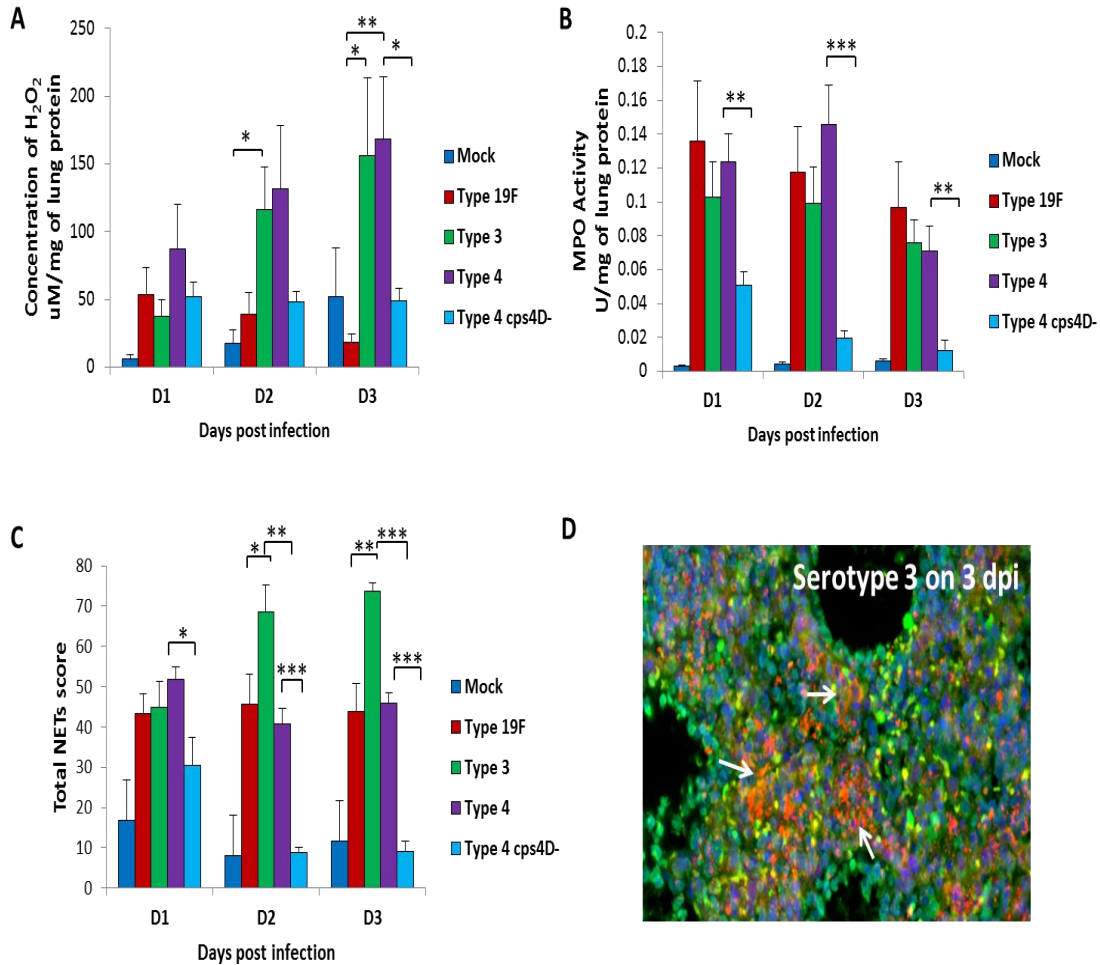 A
Concentration of H₂O₂
uM/mg of lung protein
250
200
150
100
50
0
*
*
**
*
D1 D2 D3
Days post infection
Mock
Type 19F
Type 3
Type 4
Type 4 cps4D-
B
MPO Activity
U/mg of lung protein
0.2
0.18
0.16
0.14
0.12
0.1
0.08
0.06
0.04
0.02
0
**
***
**
D1 D2 D3
Days post infection
Mock
Type 19F
Type 3
Type 4
Type 4 cps4D-
C
Total NETs score
80
70
60
50
40
30
20
10
0
*
*
**
***
**
***
***
D1 D2 D3
Days post infection
Mock
Type 19F
Type 3
Type 4
Type 4 cps4D-
D
Serotype 3 on 3 dpi